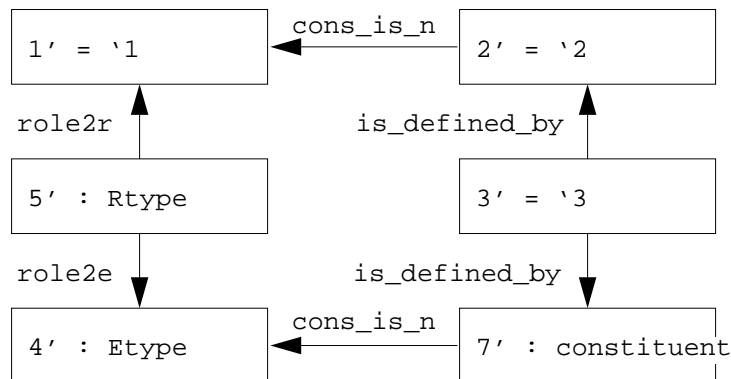 cons_is_n
1’ = ‘1
2’ = ‘2
role2r
is_defined_by
5’ : Rtype
3’ = ‘3
role2e
is_defined_by
cons_is_n
4’ : Etype
7’ : constituent